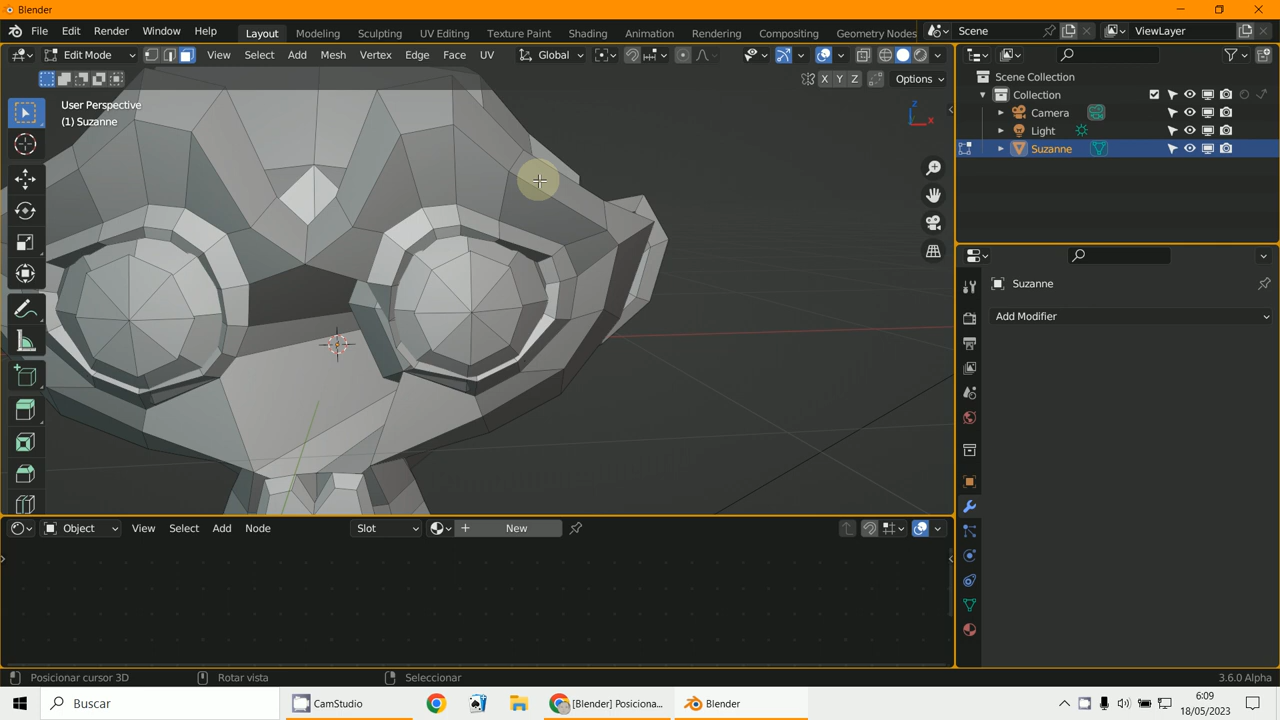 Blender
File Edit Render Window Help Layout Modeling Sculpting UV Editing Texture Paint Shading Animation Rendering Compositing Geometry Nodes Scene ViewLayer
Edit Mode View Select Add Mesh Vertex Edge Face UV Global
X Y Z Options
User Perspective
(1) Suzanne
Z
X
Scene Collection
Collection
Camera
Light
Suzanne
Suzanne
Add Modifier
Object View Select Add Node Slot New
Posicionar cursor 3D Rotar vista Seleccionar 3.6.0 Alpha
Buscar CamStudio [Blender] Posiciona... Blender 6:09
18/05/2023